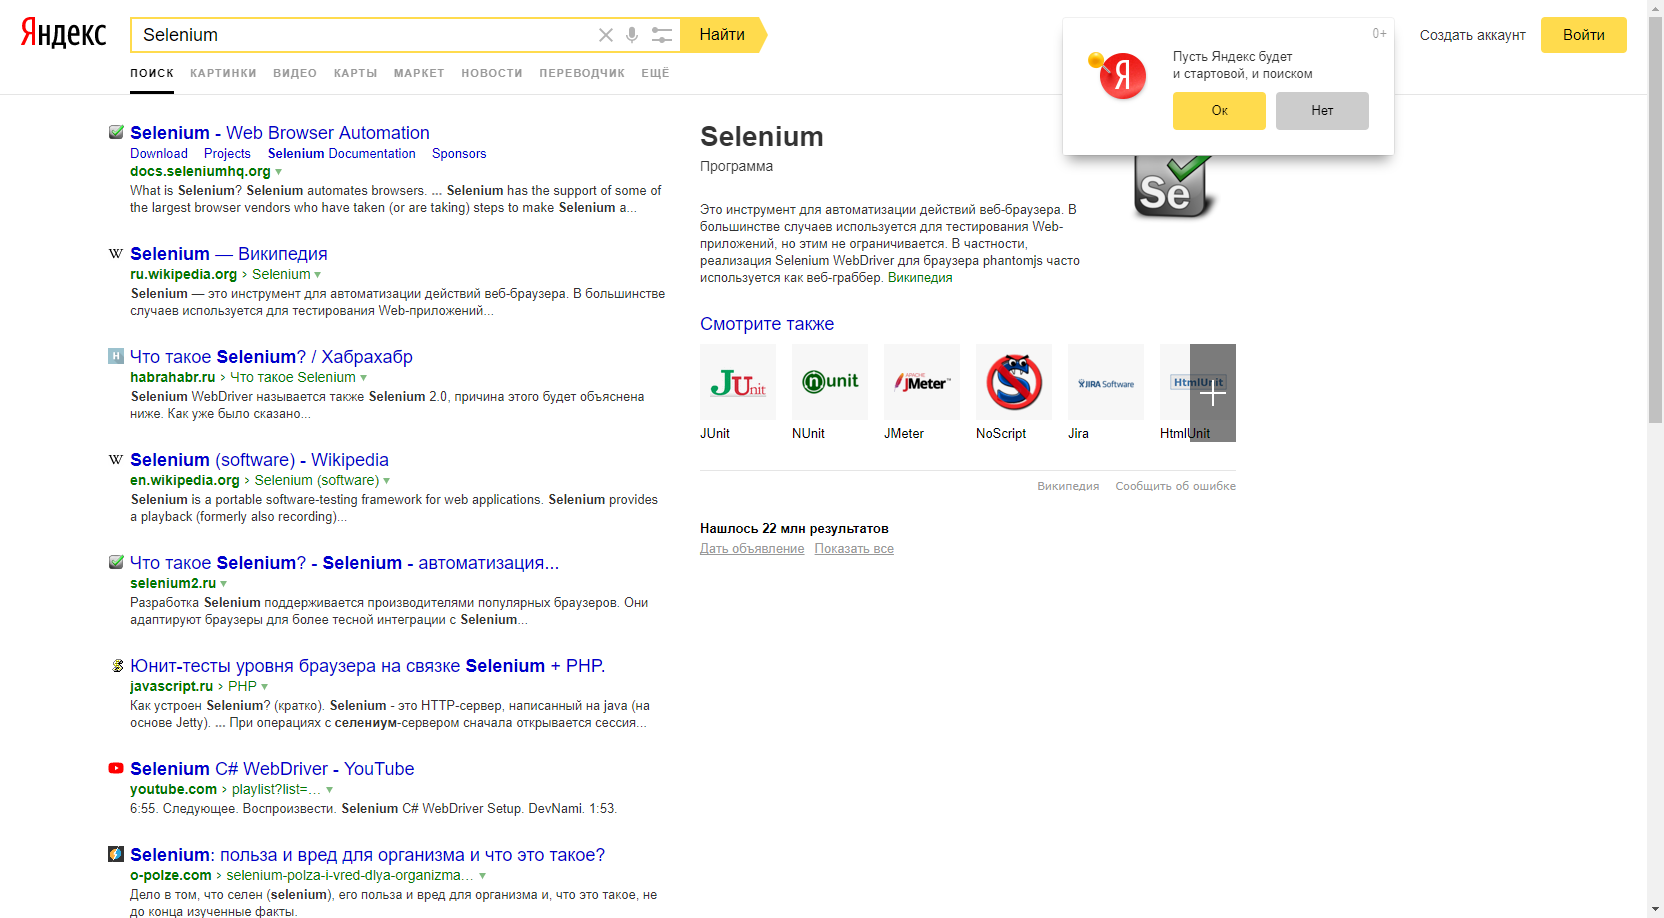 Яндекс
Selenium
Найти
ПОИСК КАРТИНКИ ВИДЕО КАРТЫ МАРКЕТ НОВОСТИ ПЕРЕВОДЧИК ЕЩЁ
0+
Я
Пусть Яндекс будет
и стартовой, и поиском
Ок Нет
Создать аккаунт
Войти
Selenium - Web Browser Automation
Download Projects Selenium Documentation Sponsors
docs.seleniumhq.org
What is Selenium? Selenium automates browsers. ... Selenium has the support of some of
the largest browser vendors who have taken (or are taking) steps to make Selenium a...
W Selenium — Википедия
ru.wikipedia.org › Selenium
Selenium — это инструмент для автоматизации действий веб-браузера. В большинстве
случаев используется для тестирования Web-приложений...
H Что такое Selenium? / Хабрахабр
habrahabr.ru › Что такое Selenium
Selenium WebDriver называется также Selenium 2.0, причина этого будет объяснена
ниже. Как уже было сказано...
W Selenium (software) - Wikipedia
en.wikipedia.org › Selenium (software)
Selenium is a portable software-testing framework for web applications. Selenium provides
a playback (formerly also recording)...
Что такое Selenium? - Selenium - автоматизация...
selenium2.ru
Разработка Selenium поддерживается производителями популярных браузеров. Они
адаптируют браузеры для более тесной интеграции с Selenium...
Юнит-тесты уровня браузера на связке Selenium + PHP.
javascript.ru › PHP
Как устроен Selenium? (кратко). Selenium - это HTTP-сервер, написанный на java (на
основе Jetty). ... При операциях с селениум-сервером сначала открывается сессия...
Selenium C# WebDriver - YouTube
youtube.com › playlist?list=...
6:55. Следующее. Воспроизвести. Selenium C# WebDriver Setup. DevNami. 1:53.
Selenium: польза и вред для организма и что это такое?
o-polze.com › selenium-polza-i-vred-dlya-organizma...
Дело в том, что селен (selenium), его польза и вред для организма и, что это такое, не
до конца изученные факты.
Selenium
Программа
Se
Это инструмент для автоматизации действий веб-браузера. В
большинстве случаев используется для тестирования Web-
приложений, но этим не ограничивается. В частности,
реализация Selenium WebDriver для браузера phantomjs часто
используется как веб-граббер. Википедия
Смотрите также
JUnit nunit APACHE JMeter S JIRA Software HtmlUnit
JUnit NUnit JMeter NoScript Jira HtmlUnit
Википедия Сообщить об ошибке
Нашлось 22 млн результатов
Дать объявление Показать все